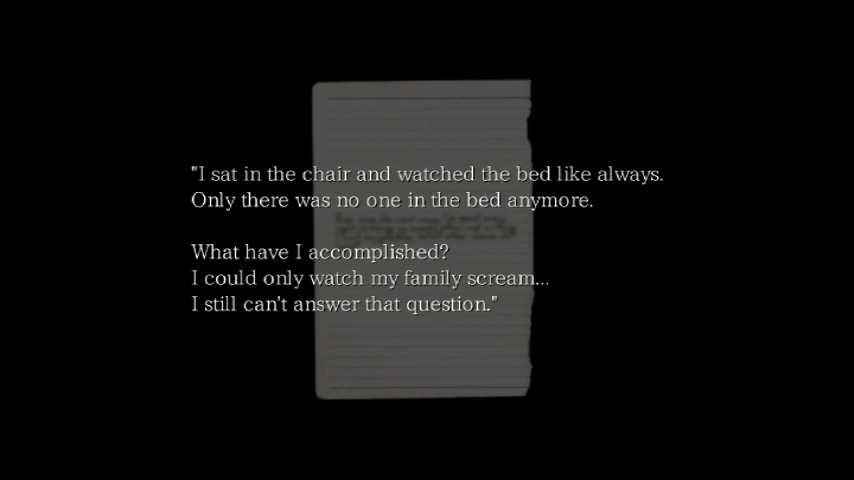 "I sat in the chair and watched the bed like always.
Only there was no one in the bed anymore.
What have I accomplished?
I could only watch my family scream...
I still can't answer that question."